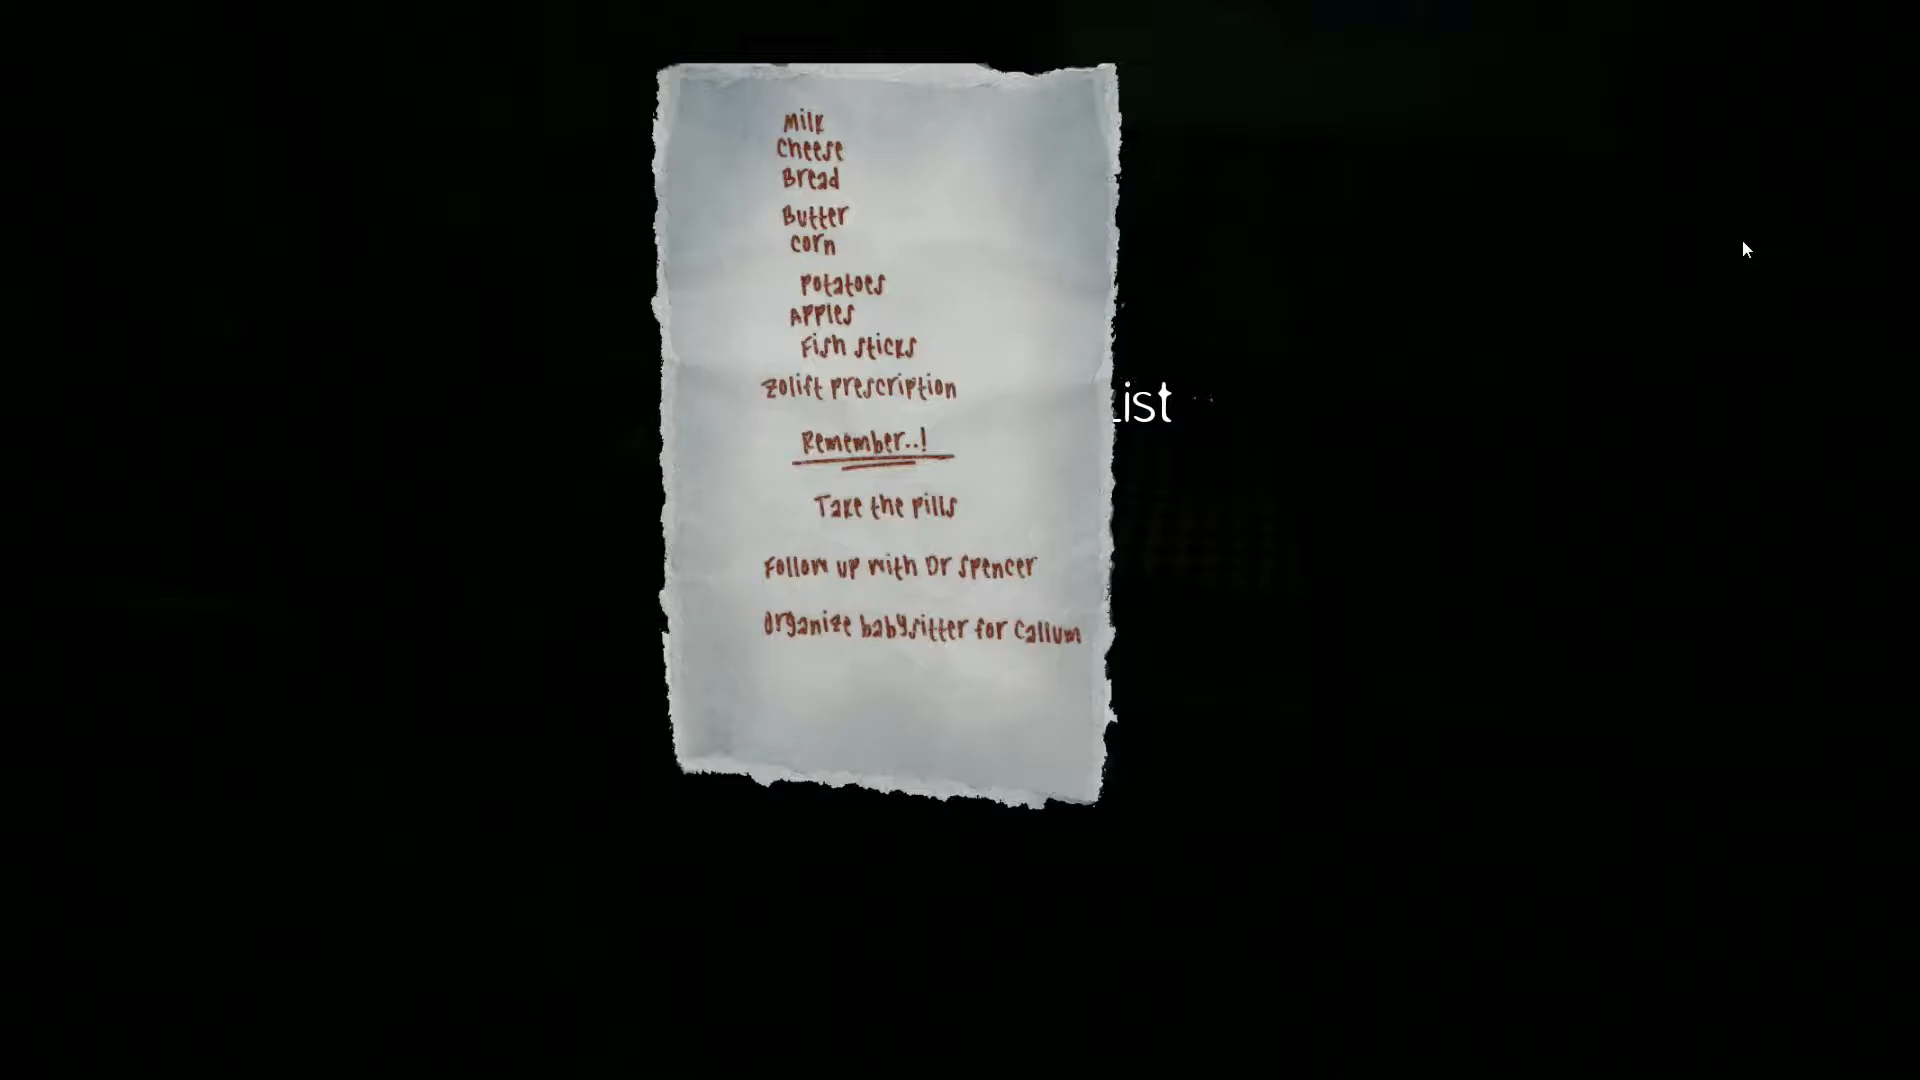 Milk
Cheese
Bread
Butter
corn
Potatoes
Apples
Fish sticks
Zolift prescription
Remember..!
Take the pills
Follow up with Dr Spencer
Organize babysitter for Callum
List